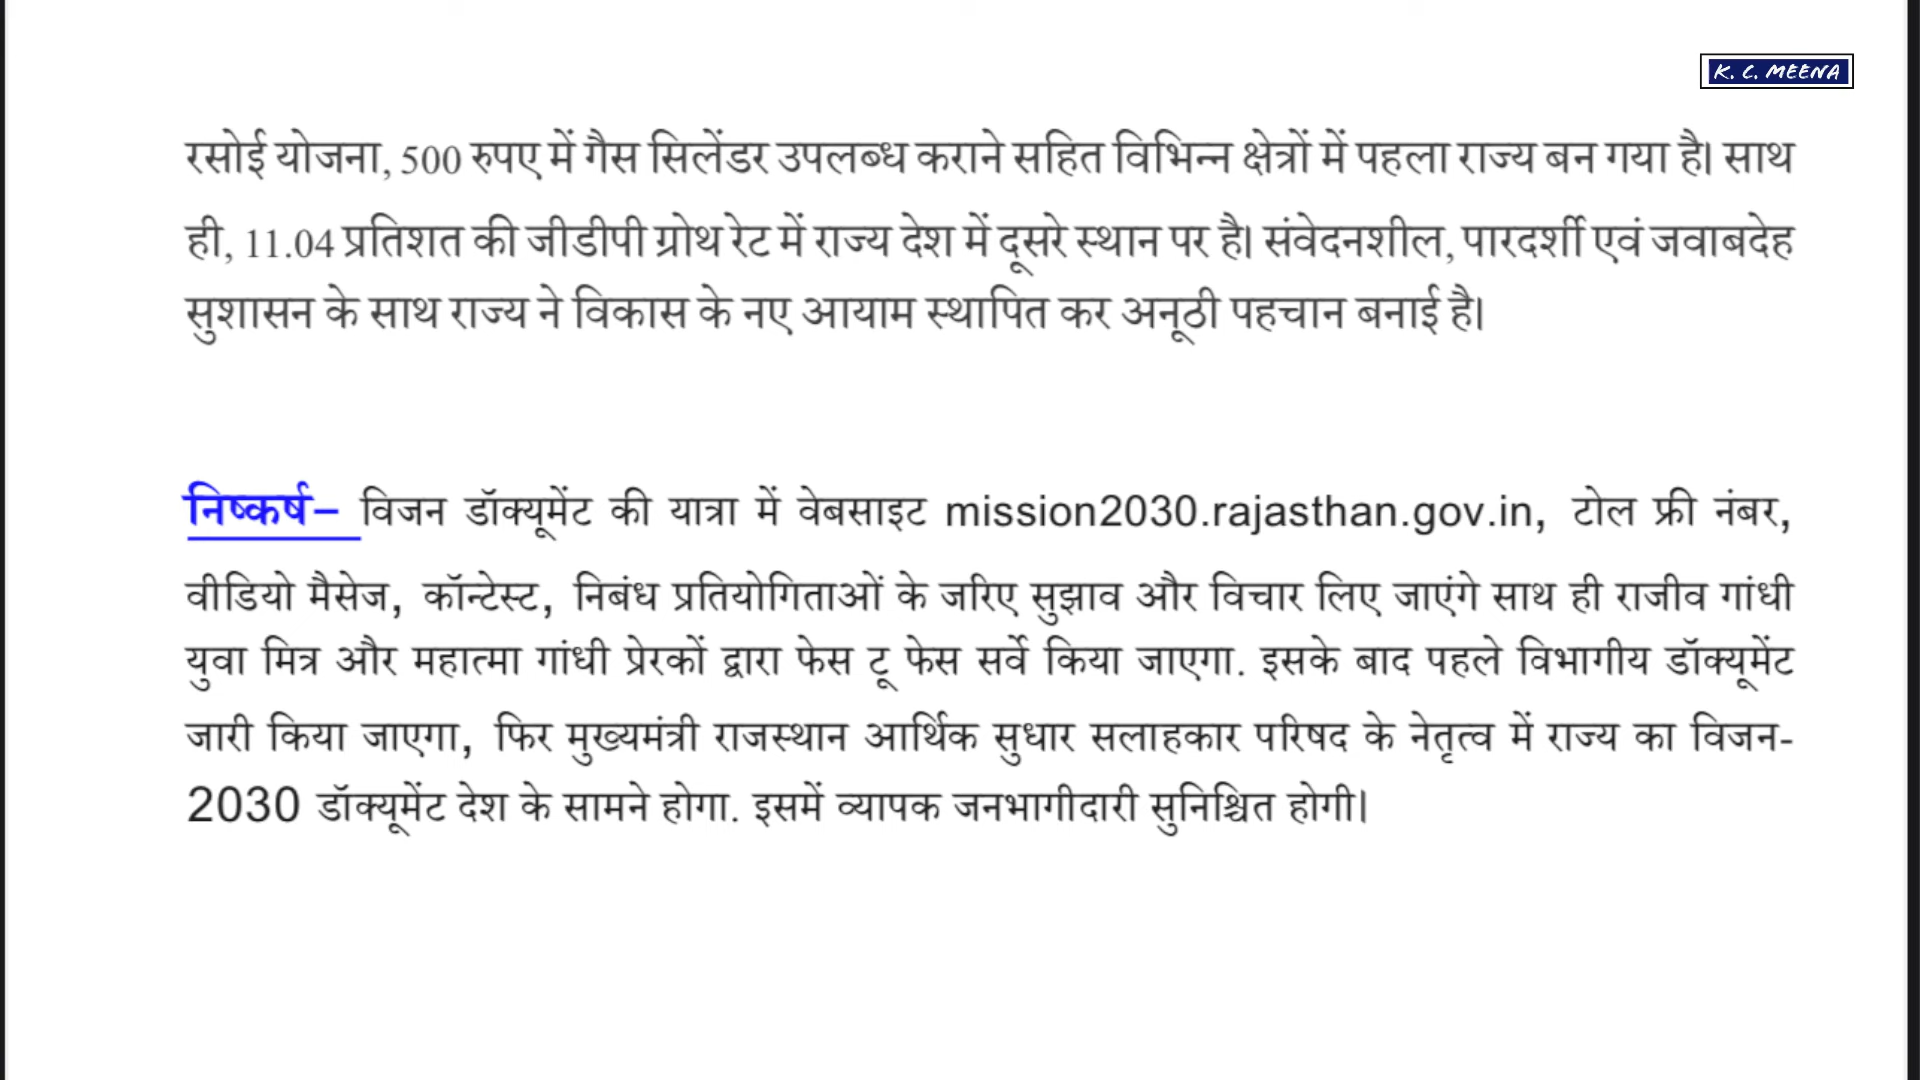 K. C. MEENA
रसोई योजना, 500 रुपए में गैस सिलेंडर उपलब्ध कराने सहित विभिन्न क्षेत्रों में पहला राज्य बन गया है। साथ
ही, 11.04 प्रतिशत की जीडीपी ग्रोथ रेट में राज्य देश में दूसरे स्थान पर है। संवेदनशील, पारदर्शी एवं जवाबदेह
सुशासन के साथ राज्य ने विकास के नए आयाम स्थापित कर अनूठी पहचान बनाई है।
निष्कर्ष– विजन डॉक्यूमेंट की यात्रा में वेबसाइट mission2030.rajasthan.gov.in, टोल फ्री नंबर,
वीडियो मैसेज, कॉन्टेस्ट, निबंध प्रतियोगिताओं के जरिए सुझाव और विचार लिए जाएंगे साथ ही राजीव गांधी
युवा मित्र और महात्मा गांधी प्रेरकों द्वारा फेस टू फेस सर्वे किया जाएगा. इसके बाद पहले विभागीय डॉक्यूमेंट
जारी किया जाएगा, फिर मुख्यमंत्री राजस्थान आर्थिक सुधार सलाहकार परिषद के नेतृत्व में राज्य का विजन-
2030 डॉक्यूमेंट देश के सामने होगा. इसमें व्यापक जनभागीदारी सुनिश्चित होगी।